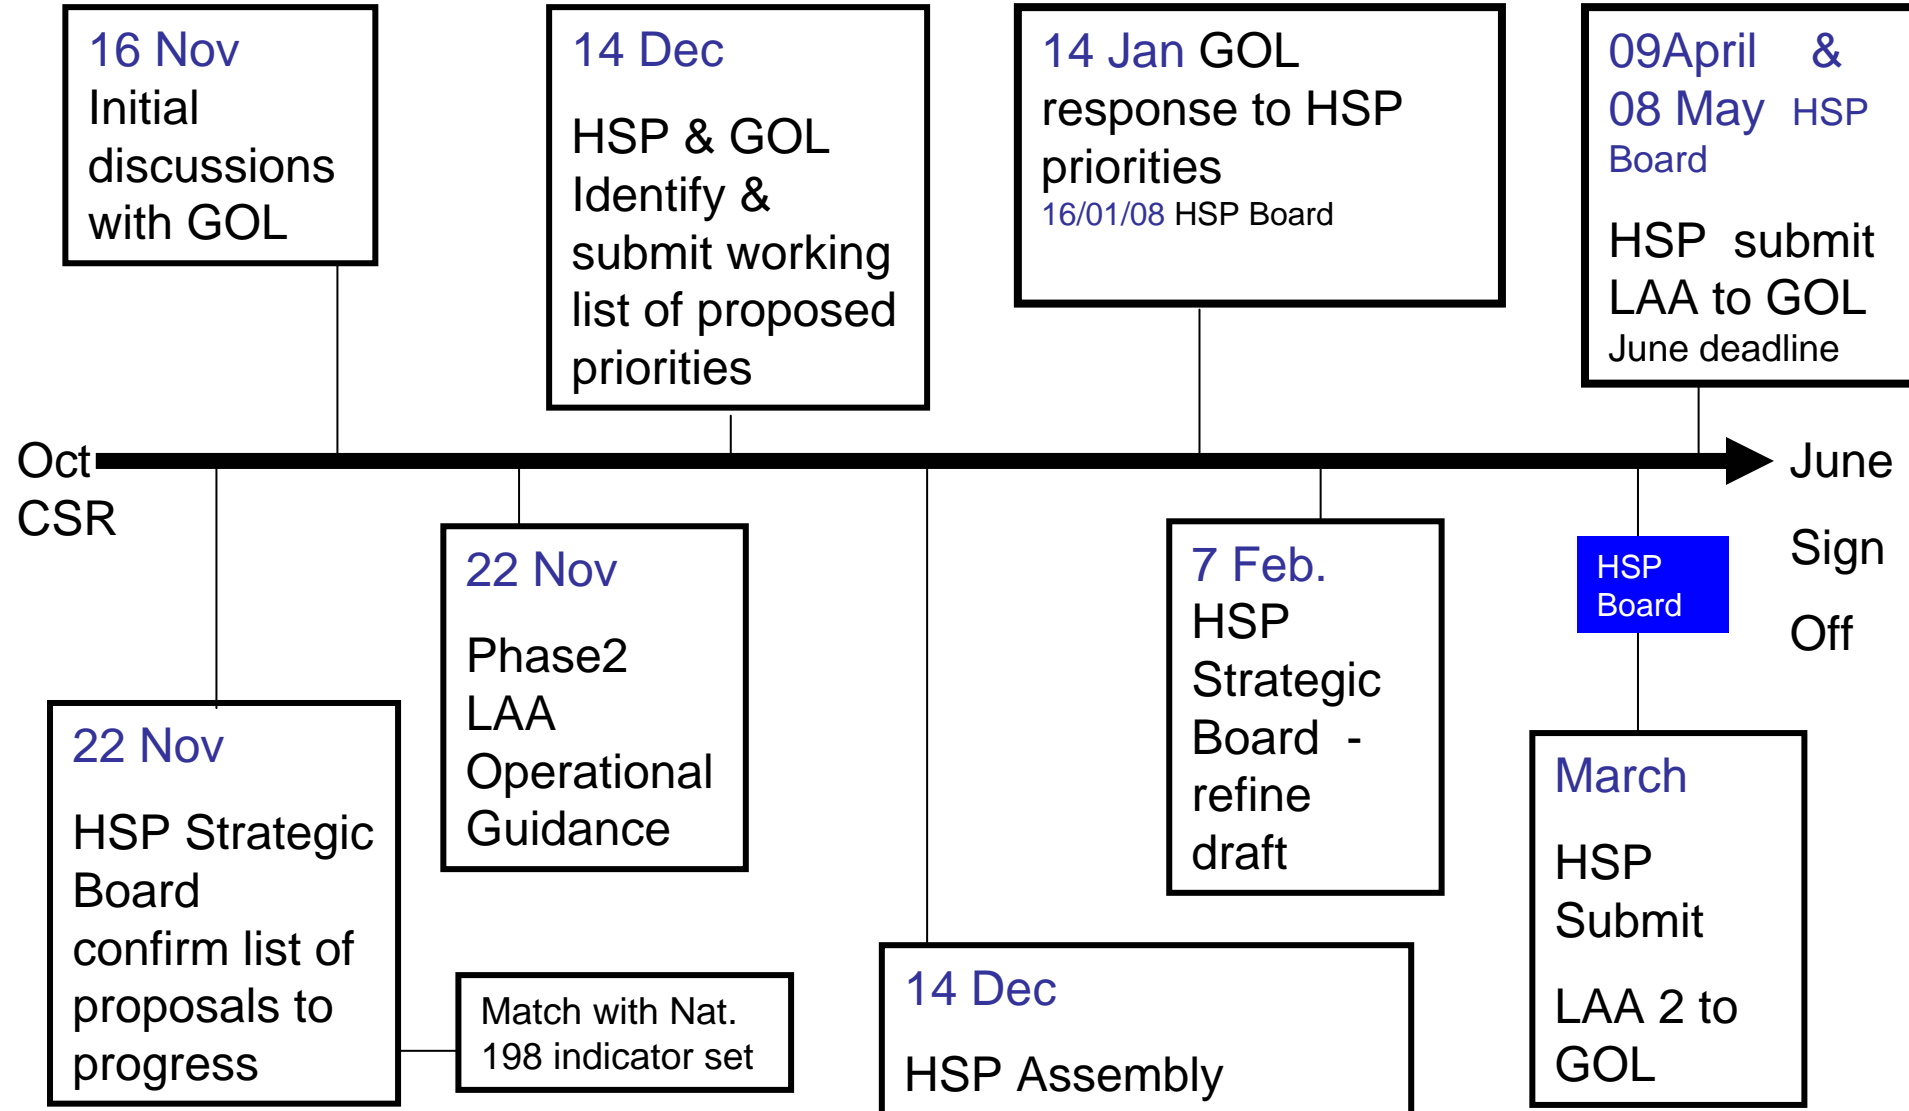 16 Nov
Initial
discussions
with GOL
14 Dec
HSP & GOL
Identify &
submit working
list of proposed
priorities
14 Jan GOL
response to HSP
priorities
16/01/08 HSP Board
09April &
08 May HSP
Board
HSP submit
LAA to GOL
June deadline
Oct
CSR
June
Sign
Off
22 Nov
HSP Strategic
Board
confirm list of
proposals to
progress
22 Nov
Phase2
LAA
Operational
Guidance
Match with Nat.
198 indicator set
14 Dec
HSP Assembly
7 Feb.
HSP
Strategic
Board -
refine
draft
HSP
Board
March
HSP
Submit
LAA 2 to
GOL